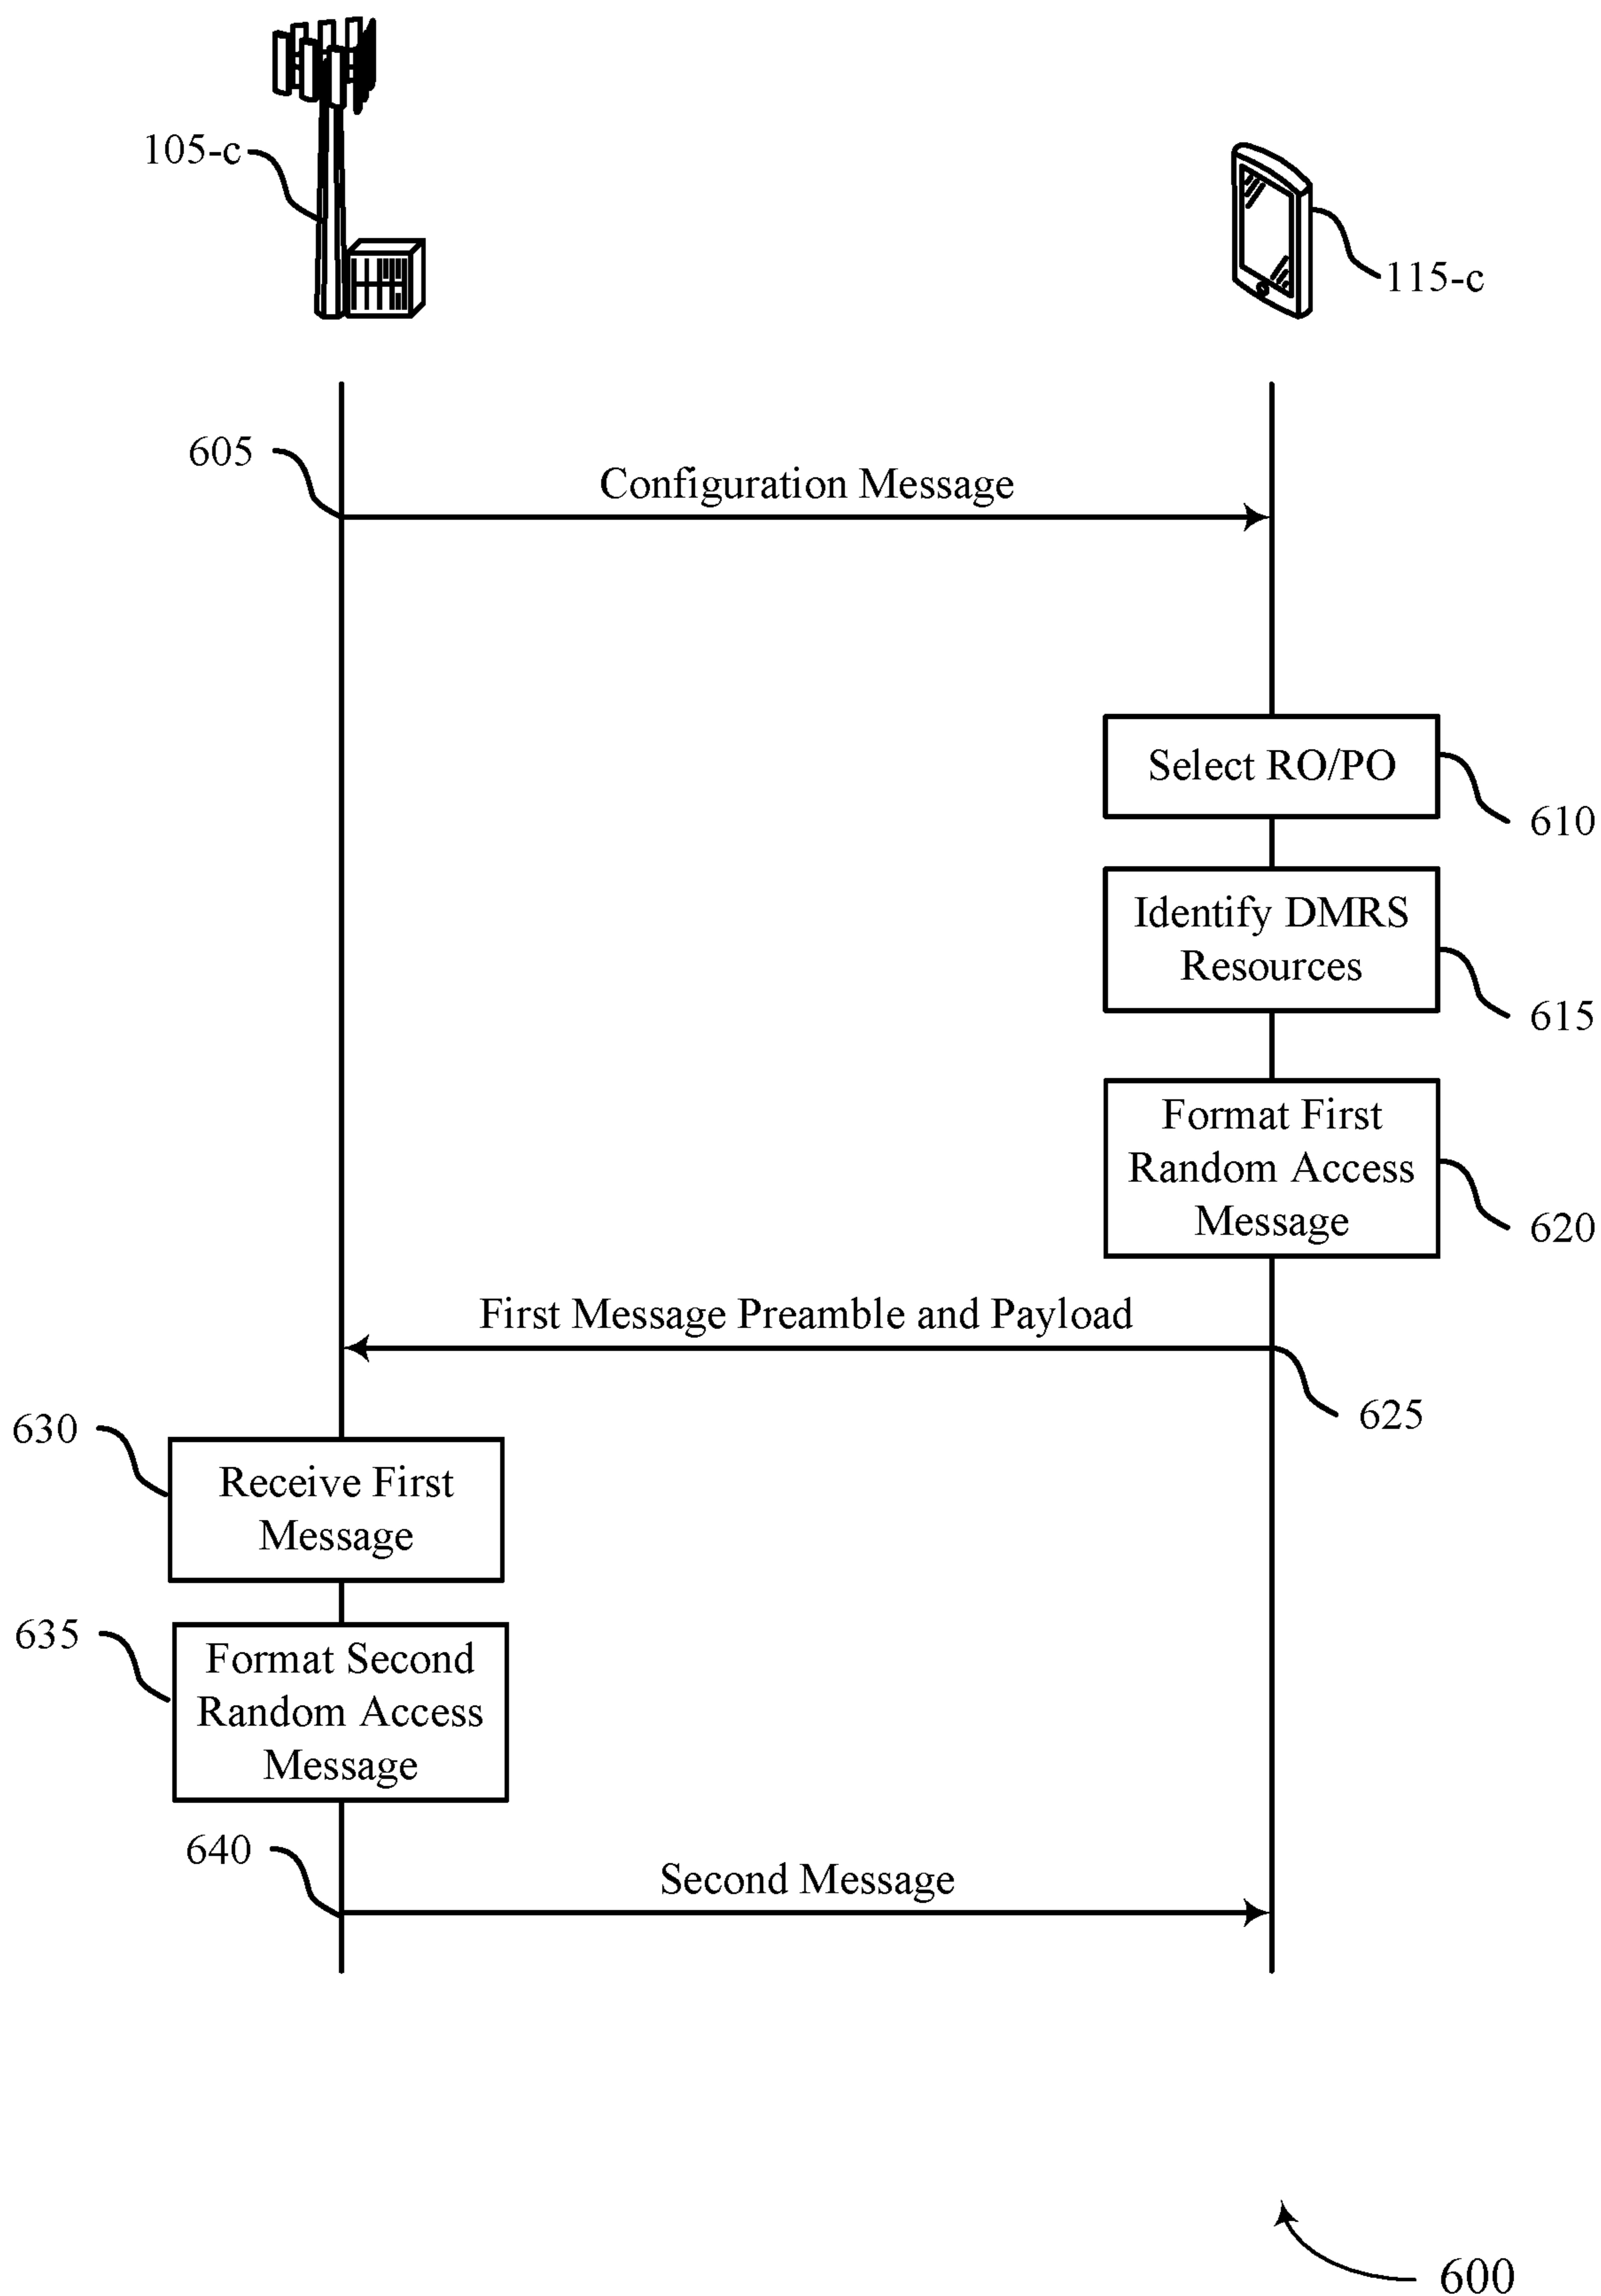 105-c
115-c
605
Configuration Message
Select RO/PO
610
Identify DMRS
Resources
615
Format First
Random Access
Message
620
First Message Preamble and Payload
625
630
Receive First
Message
635
Format Second
Random Access
Message
640
Second Message
600